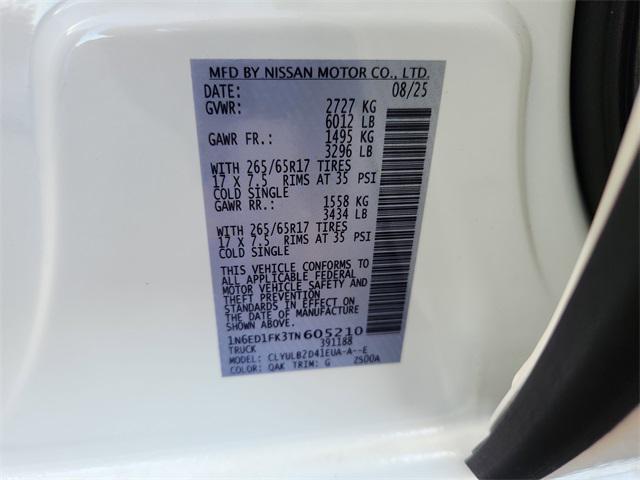 MFD BY NISSAN MOTOR CO., LTD.
DATE: 08/25
GVWR: 2727 KG
6012 LB
GAWR FR.: 1495 KG
3296 LB
WITH 265/65R17 TIRES
17 X 7.5 RIMS AT 35 PSI
COLD SINGLE
GAWR RR.: 1558 KG
3434 LB
WITH 265/65R17 TIRES
17 X 7.5 RIMS AT 35 PSI
COLD SINGLE
THIS VEHICLE CONFORMS TO
ALL APPLICABLE FEDERAL
MOTOR VEHICLE SAFETY AND
THEFT PREVENTION
STANDARDS IN EFFECT ON
THE DATE OF MANUFACTURE
SHOWN ABOVE.
1N6ED1FK3TN605210
TRUCK 391188
MODEL: CLYULB2D41EUA-A--E
COLOR: QAK TRIM: G 2500A